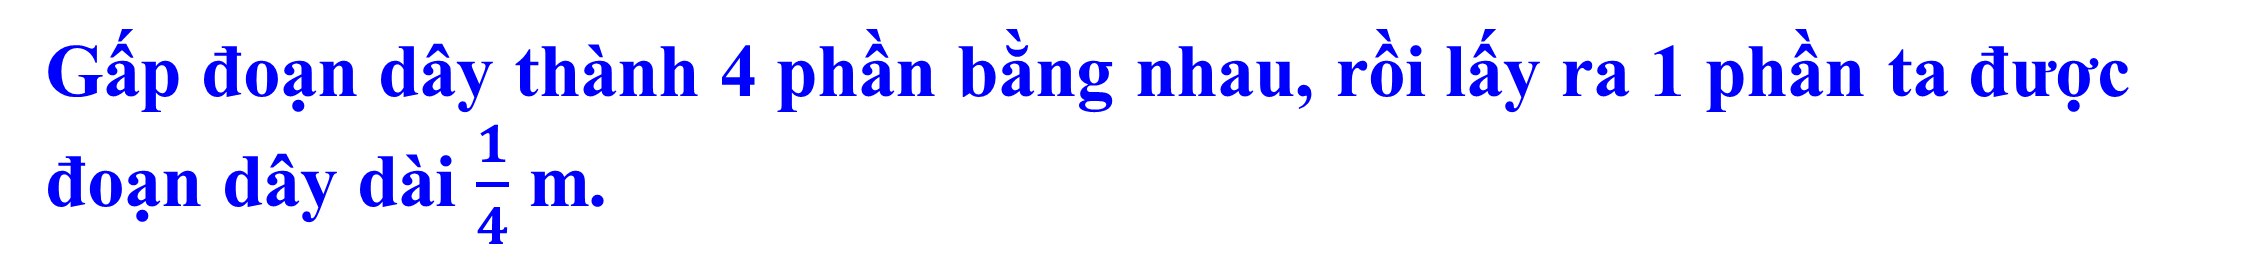 Gấp đoạn dây thành 4 phần bằng nhau, rồi lấy ra 1 phần ta được
đoạn dây dài 1/4 m.